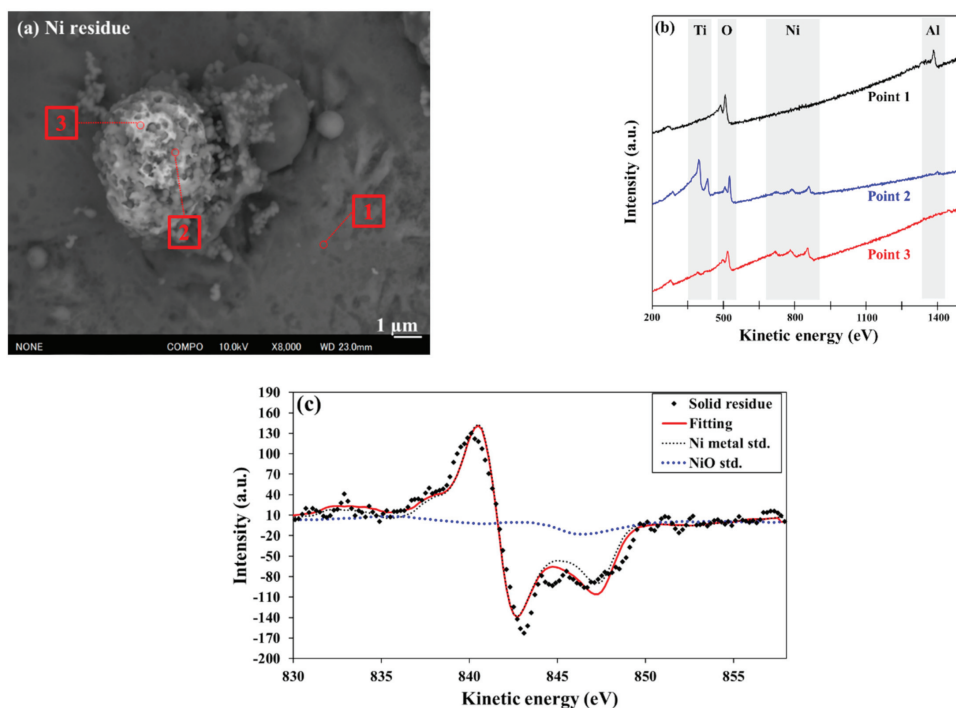 (a) Ni residue
3
2
1
1 µm
NONE COMPO 10.0kV X8,000 WD 23.0mm
(b)
Ti O Ni Al
Point 1
Point 2
Point 3
Intensity (a.u.)
200 500 800 1100 1400
Kinetic energy (eV)
(c)
Solid residue
Fitting
Ni metal std.
NiO std.
190
160
130
100
70
40
10
-20
-50
-80
-110
-140
-170
-200
Intensity (a.u.)
830 835 840 845 850 855
Kinetic energy (eV)